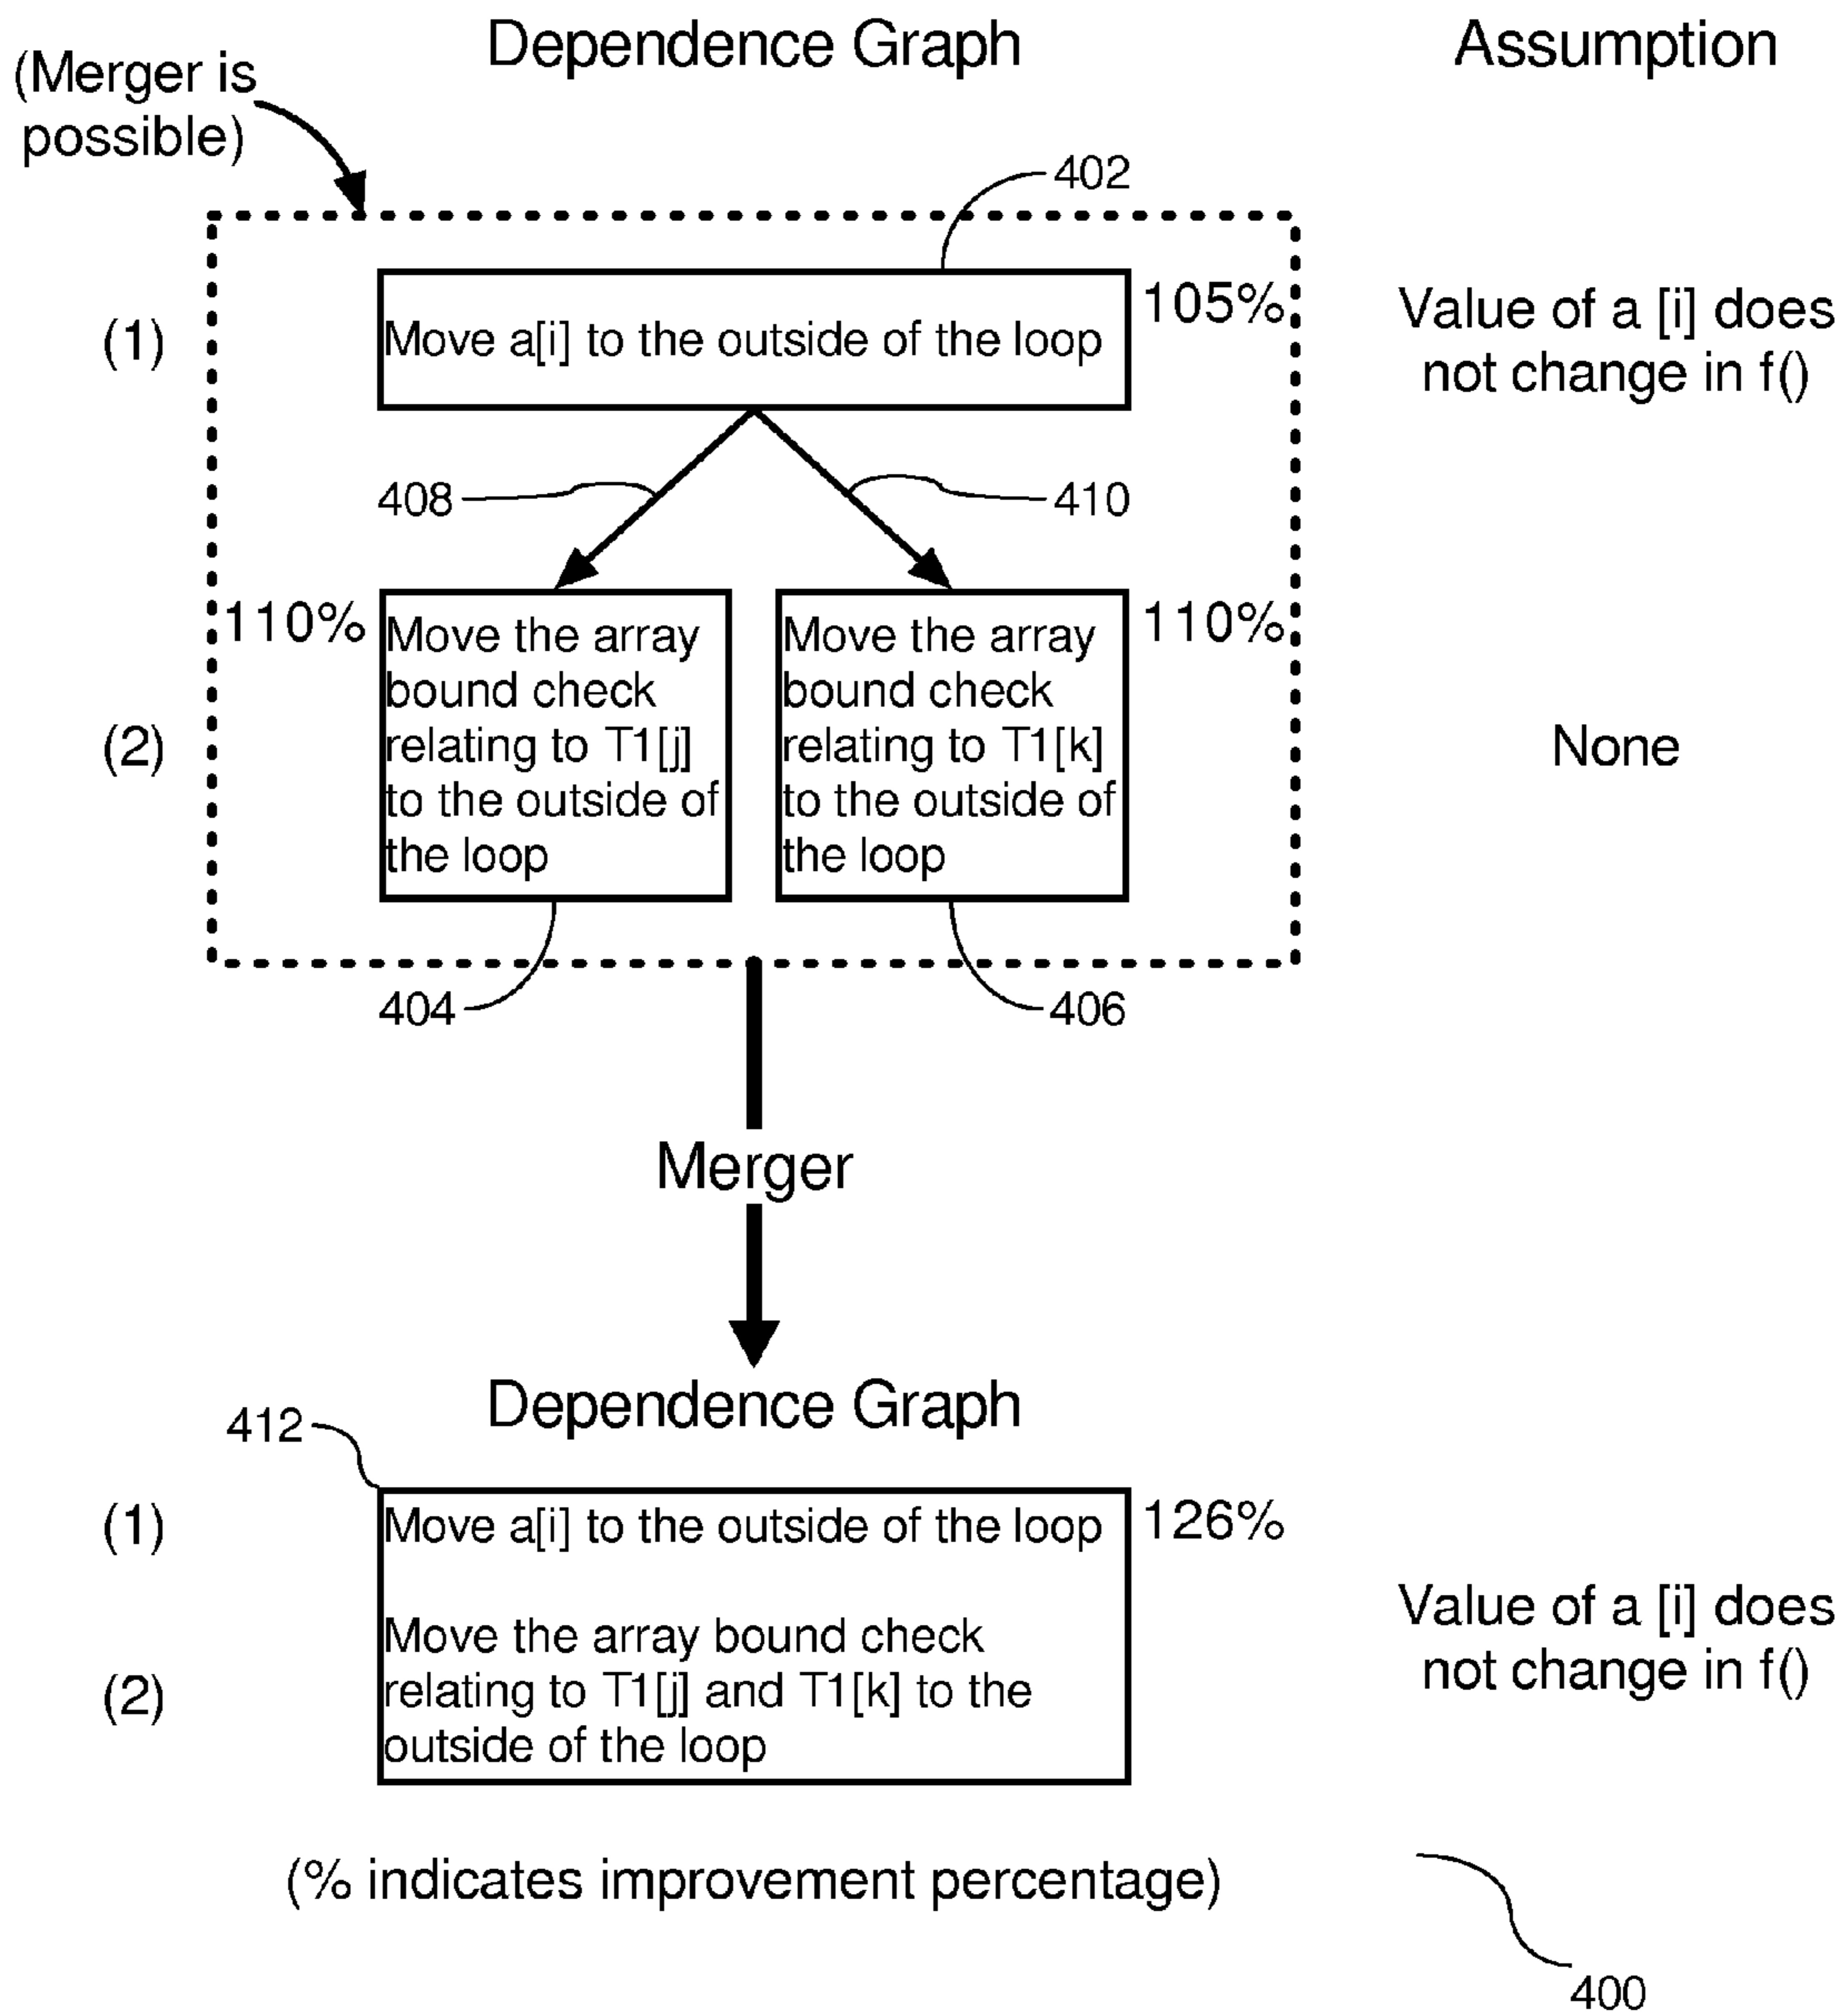 Dependence Graph
Assumption
(Merger is
possible)
402
(1)
Move a[i] to the outside of the loop
105%
Value of a [i] does
not change in f()
408
410
110%
Move the array
bound check
relating to T1[j]
to the outside of
the loop
Move the array
bound check
relating to T1[k]
to the outside of
the loop
110%
(2)
None
404
406
Merger
Dependence Graph
412
(1)
Move a[i] to the outside of the loop
126%
(2)
Move the array bound check
relating to T1[j] and T1[k] to the
outside of the loop
Value of a [i] does
not change in f()
(% indicates improvement percentage)
400